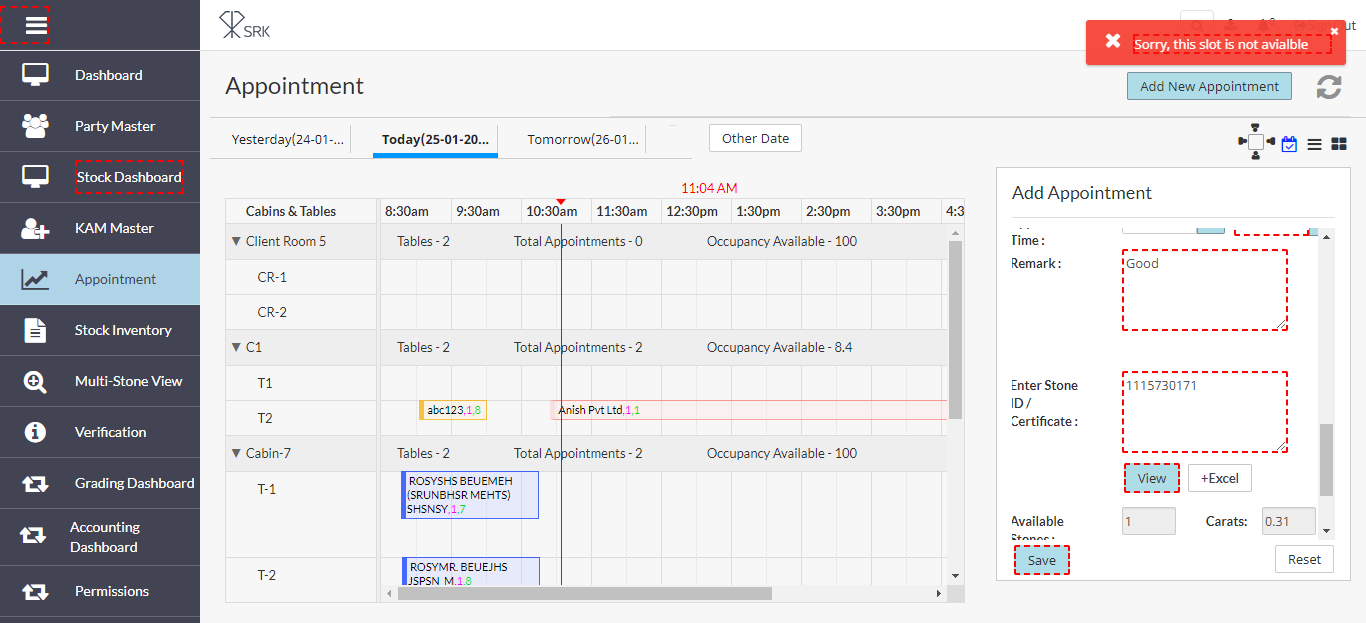 SRK
Sorry, this slot is not avialble
Dashboard
Party Master
Stock Dashboard
KAM Master
Appointment
Stock Inventory
Multi-Stone View
Verification
Grading Dashboard
Accounting
Dashboard
Permissions
Appointment
Add New Appointment
Yesterday(24-01-...
Today(25-01-20...
Tomorrow(26-01...
Other Date
11:04 AM
Cabins & Tables
8:30am
9:30am
10:30am
11:30am
12:30pm
1:30pm
2:30pm
3:30pm
4:3
Client Room 5
Tables - 2
Total Appointments - 0
Occupancy Available - 100
CR-1
CR-2
C1
Tables - 2
Total Appointments - 2
Occupancy Available - 8.4
T1
T2
abc123,1,8
Anish Pvt Ltd,1,1
Cabin-7
Tables - 2
Total Appointments - 2
Occupancy Available - 100
T-1
ROSYSHS BEUEMEH
(SRUNBHSR MEHTS)
SHSNSY,1,7
T-2
ROSYMR. BEUEJHS
JSPSN M,1,8
Add Appointment
Time :
Remark :
Good
Enter Stone
ID /
Certificate :
1115730171
View
+Excel
Available
Stones :
1
Carats:
0.31
Save
Reset